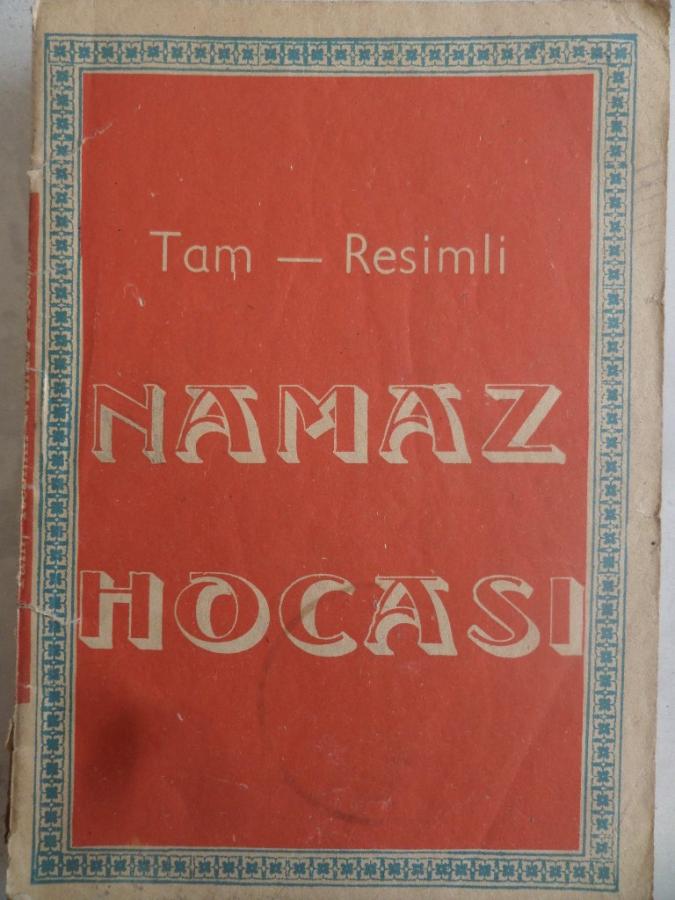 Tam — Resimli
NAMAZ
HOCASI